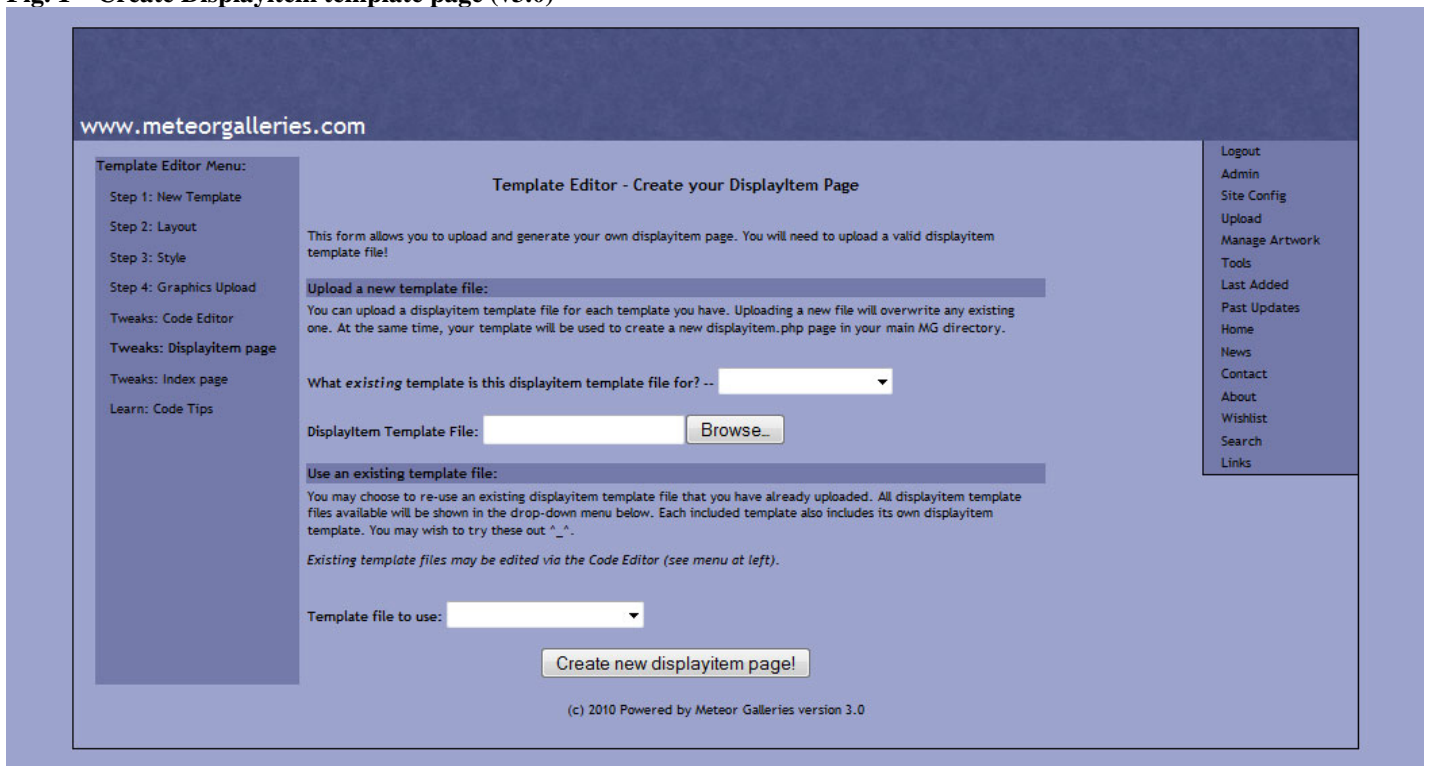 Fig. 1 – Create Displayitem template page (v3.0)
www.meteorgalleries.com
Template Editor Menu:
Step 1: New Template
Step 2: Layout
Step 3: Style
Step 4: Graphics Upload
Tweaks: Code Editor
Tweaks: Displayitem page
Tweaks: Index page
Learn: Code Tips
Template Editor - Create your DisplayItem Page
This form allows you to upload and generate your own displayitem page. You will need to upload a valid displayitem
template file!
Upload a new template file:
You can upload a displayitem template file for each template you have. Uploading a new file will overwrite any existing
one. At the same time, your template will be used to create a new displayitem.php page in your main MG directory.
What existing template is this displayitem template file for? --
DisplayItem Template File:
Browse...
Use an existing template file:
You may choose to re-use an existing displayitem template file that you have already uploaded. All displayitem template
files available will be shown in the drop-down menu below. Each included template also includes its own displayitem
template. You may wish to try these out ^_^.
Existing template files may be edited via the Code Editor (see menu at left).
Template file to use:
Create new displayitem page!
(c) 2010 Powered by Meteor Galleries version 3.0
Logout
Admin
Site Config
Upload
Manage Artwork
Tools
Last Added
Past Updates
Home
News
Contact
About
Wishlist
Search
Links